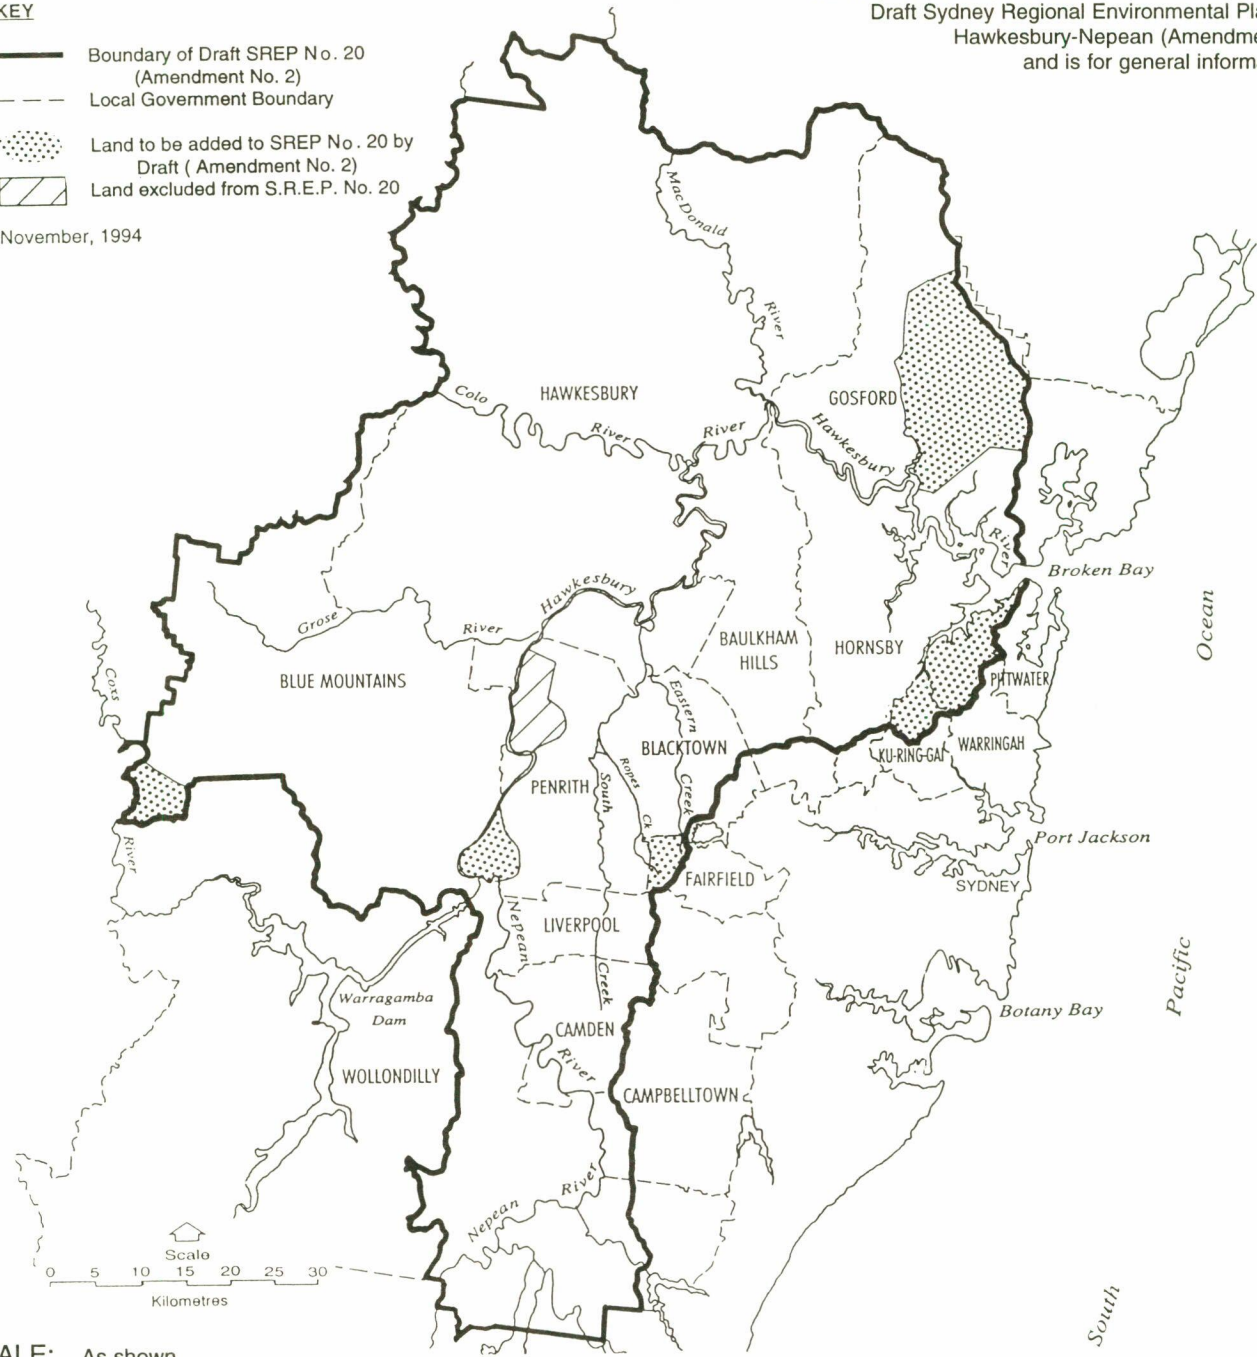 KEY
Boundary of Draft SREP No. 20
(Amendment No. 2)
Local Government Boundary
Land to be added to SREP No. 20 by
Draft ( Amendment No. 2)
Land excluded from S.R.E.P. No. 20
November, 1994
Draft Sydney Regional Environmental Pla
Hawkesbury-Nepean (Amendme
and is for general inform
MacDonald
River
HAWKESBURY
GOSFORD
Colo
River
River
Hawkesbury
River
Broken Bay
Hawkesbury
Grose
River
BAULKHAM
HILLS
HORNSBY
Ocean
Coxs
BLUE MOUNTAINS
PITTWATER
Eastern
BLACKTOWN
KU-RING-GAI
WARRINGAH
PENRITH
South
Ropes
Creek
Ck
Port Jackson
River
FAIRFIELD
SYDNEY
Nepean
LIVERPOOL
Creek
Pacific
Warragamba
Dam
Botany Bay
CAMDEN
River
WOLLONDILLY
CAMPBELLTOWN
Nepean
River
Scale
0 5 10 15 20 25 30
Kilometres
South
ALE: As shown